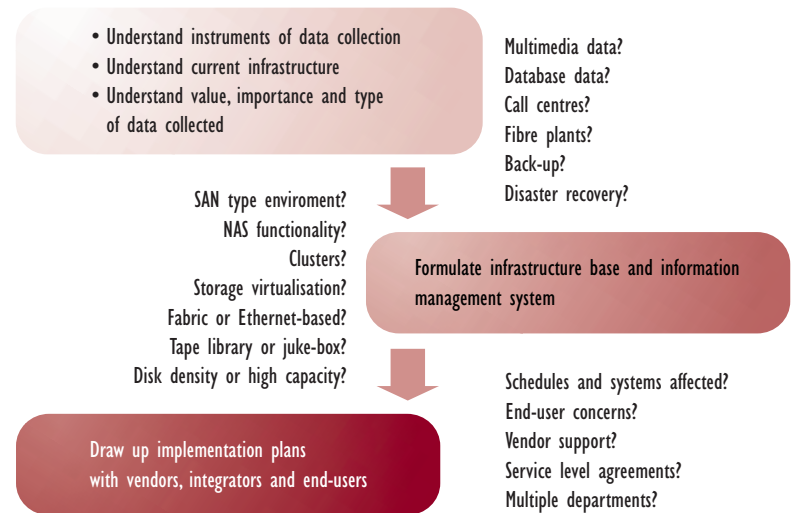 • Understand instruments of data collection
• Understand current infrastructure
• Understand value, importance and type
of data collected
Multimedia data?
Database data?
Call centres?
Fibre plants?
Back-up?
Disaster recovery?
SAN type enviroment?
NAS functionality?
Clusters?
Storage virtualisation?
Fabric or Ethernet-based?
Tape library or juke-box?
Disk density or high capacity?
Formulate infrastructure base and information
management system
Schedules and systems affected?
End-user concerns?
Vendor support?
Service level agreements?
Multiple departments?
Draw up implementation plans
with vendors, integrators and end-users